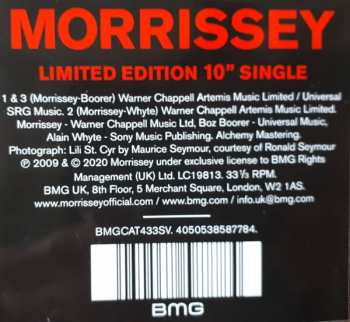 MORRISSEY
LIMITED EDITION 10" SINGLE
1 & 3 (Morrissey-Boorer) Warner Chappell Artemis Music Limited / Universal
SRG Music. 2 (Morrissey-Whyte) Warner Chappell Artemis Music Limited.
Morrissey - Warner Chappell Music Ltd, Boz Boorer - Universal Music,
Alain Whyte - Sony Music Publishing. Alchemy Mastering.
Photograph: Lili St. Cyr by Maurice Seymour, courtesy of Ronald Seymour
℗ 2009 & © 2020 Morrissey under exclusive license to BMG Rights
Management (UK) Ltd. LC19813. 33⅓ RPM.
BMG UK, 8th Floor, 5 Merchant Square, London, W2 1AS.
www.morrisseyofficial.com / www.bmg.com / info.uk@bmg.com
BMGCAT433SV. 4050538587784.
BMG